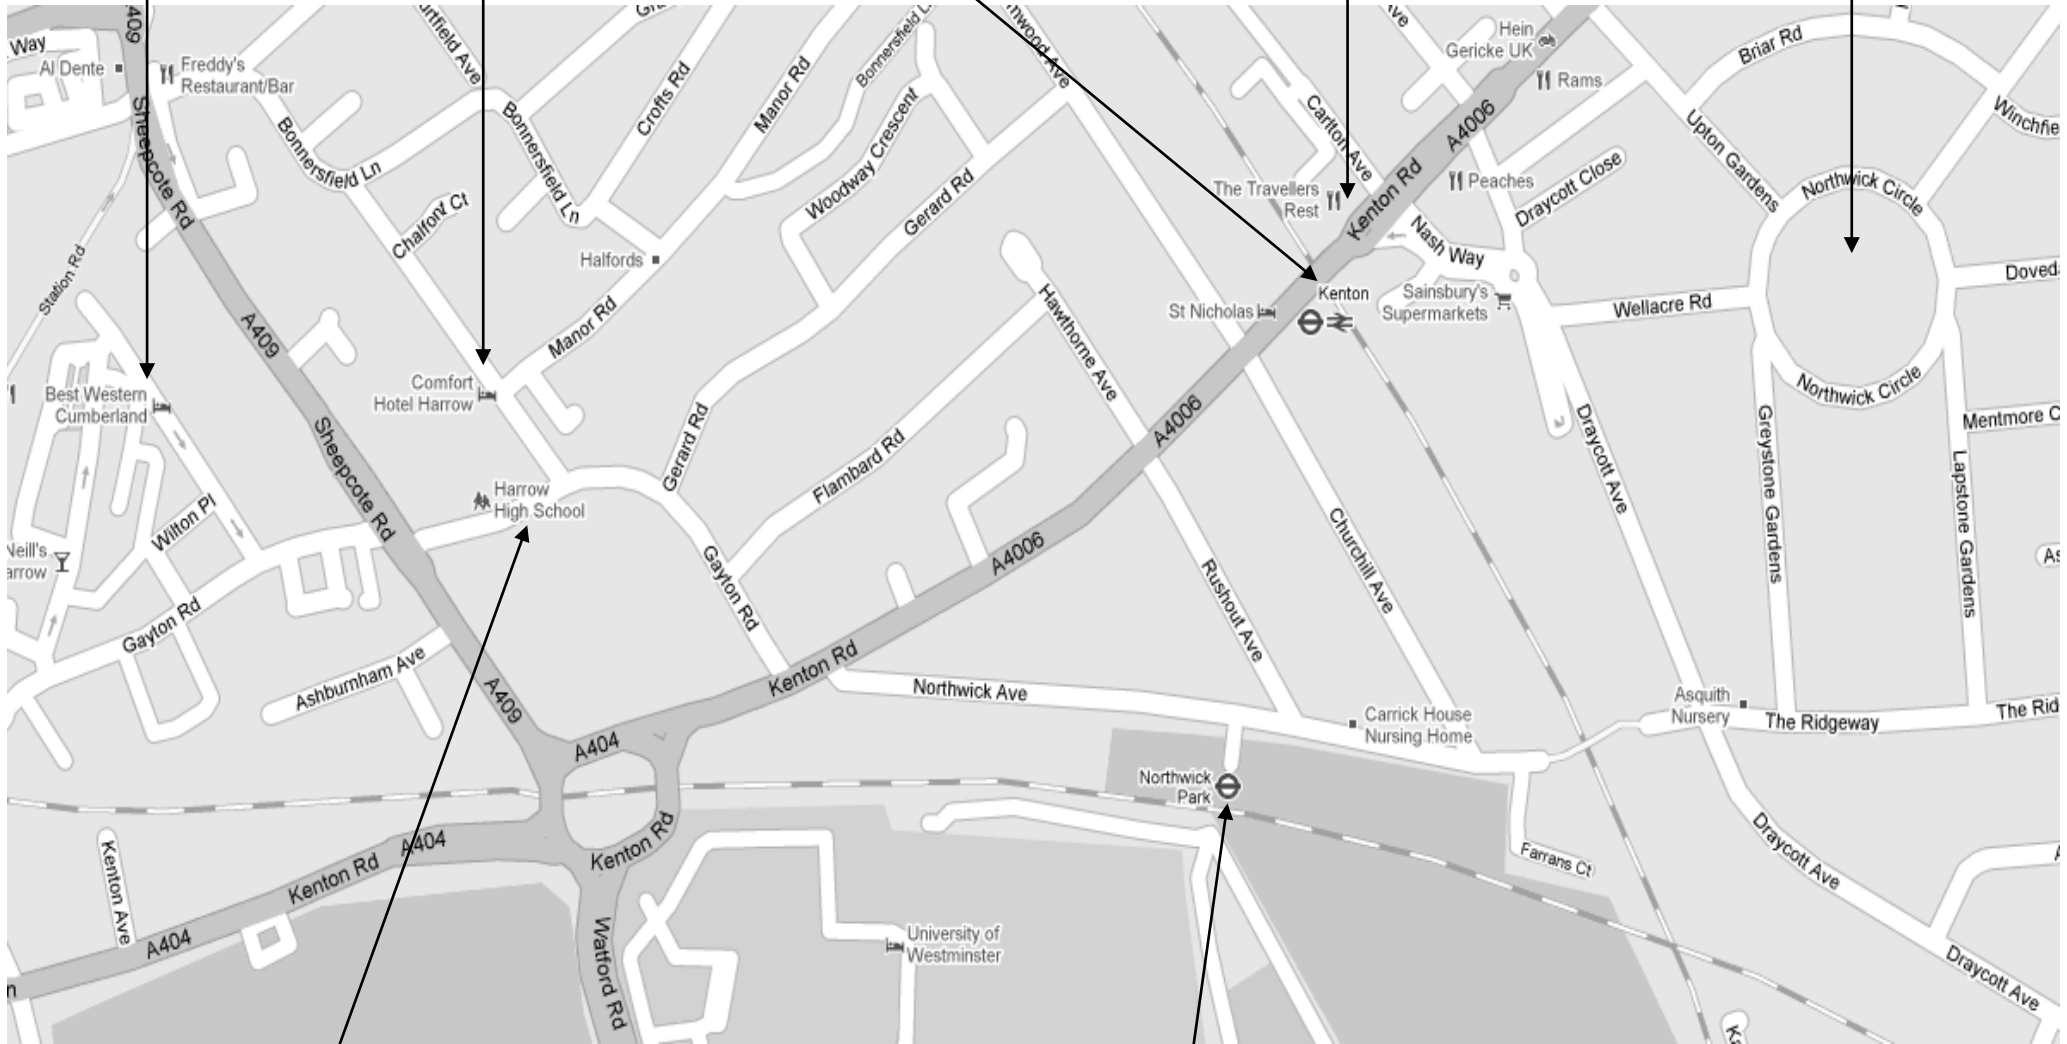 409
Way
Al Dente
Freddy's
Restaurant/Bar
Sheepcote Rd
Bonnersfield Ln
Bonnersfield Ln
Crofts Rd
Manor Rd
Woodway Crescent
Gerard Rd
Carlton Ave
Hein
Gericke UK
Rams
A4006
Briar Rd
Upton Gardens
Peaches
Draycott Close
Kenton Rd
The Travellers
Rest
Nash Way
Northwick Circle
Chalfont Ct
Station Rd
Halfords
A409
Manor Rd
Hawthorne Ave
St Nicholas
Kenton
Sainsbury's
Supermarkets
Wellacre Rd
Northwick Circle
Best Western
Cumberland
Comfort
Hotel Harrow
Sheepcote Rd
Gerard Rd
Flambard Rd
A4006
Draycott Ave
Greystone Gardens
Lapstone Gardens
Harrow
High School
Wilton Pl
Gayton Rd
A4006
Rushout Ave
Churchill Ave
Gayton Rd
Ashburnham Ave
A409
Kenton Rd
Northwick Ave
Carrick House
Nursing Home
Asquith
Nursery
The Ridgeway
A404
Northwick
Park
Kenton Ave
Kenton Rd
A404
Kenton Rd
Farrans Ct
Draycott Ave
A404
Watford Rd
University of
Westminster
Draycott Ave